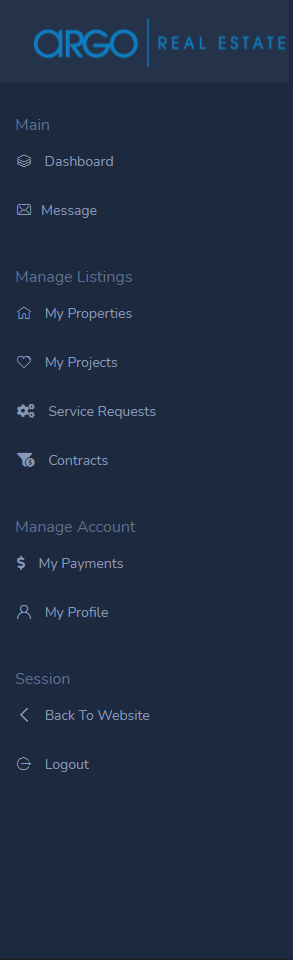 ARGO REAL ESTATE
Main
Dashboard
Message
Manage Listings
My Properties
My Projects
Service Requests
Contracts
Manage Account
My Payments
My Profile
Session
Back To Website
Logout